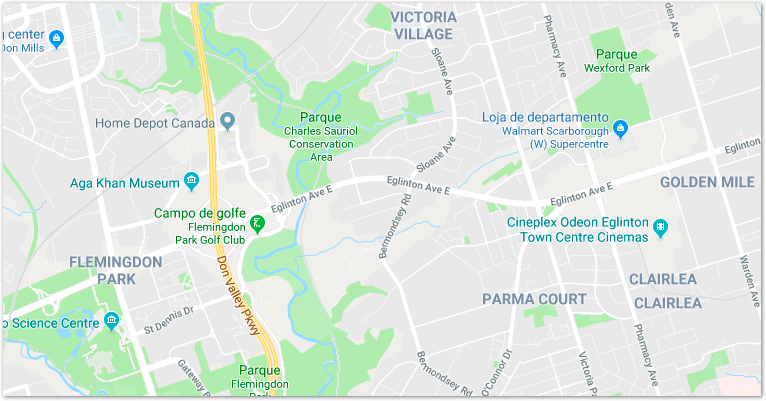 VICTORIA
VILLAGE
g center
Don Mills
Sloane Ave
Pharmacy Ave
Warden Ave
Parque
Wexford Park
Home Depot Canada
Parque
Charles Sauriol
Conservation
Area
Loja de departamento
Walmart Scarborough
(W) Supercentre
Sloane Ave
Eglinton
Aga Khan Museum
Eglinton Ave E
Eglinton Ave E
Eglinton Ave E
GOLDEN MILE
Campo de golfe
Flemingdon
Park Golf Club
Bermondsey Rd
Cineplex Odeon Eglinton
Town Centre Cinemas
FLEMINGDON
PARK
Don Valley Pkwy
Warden Ave
CLAIRLEA
PARMA COURT
CLAIRLEA
o Science Centre
St Dennis Dr
Pharmacy Ave
Parque
Flemingdon
Gateway
Bermondsey Rd
O'Connor Dr
Victoria P